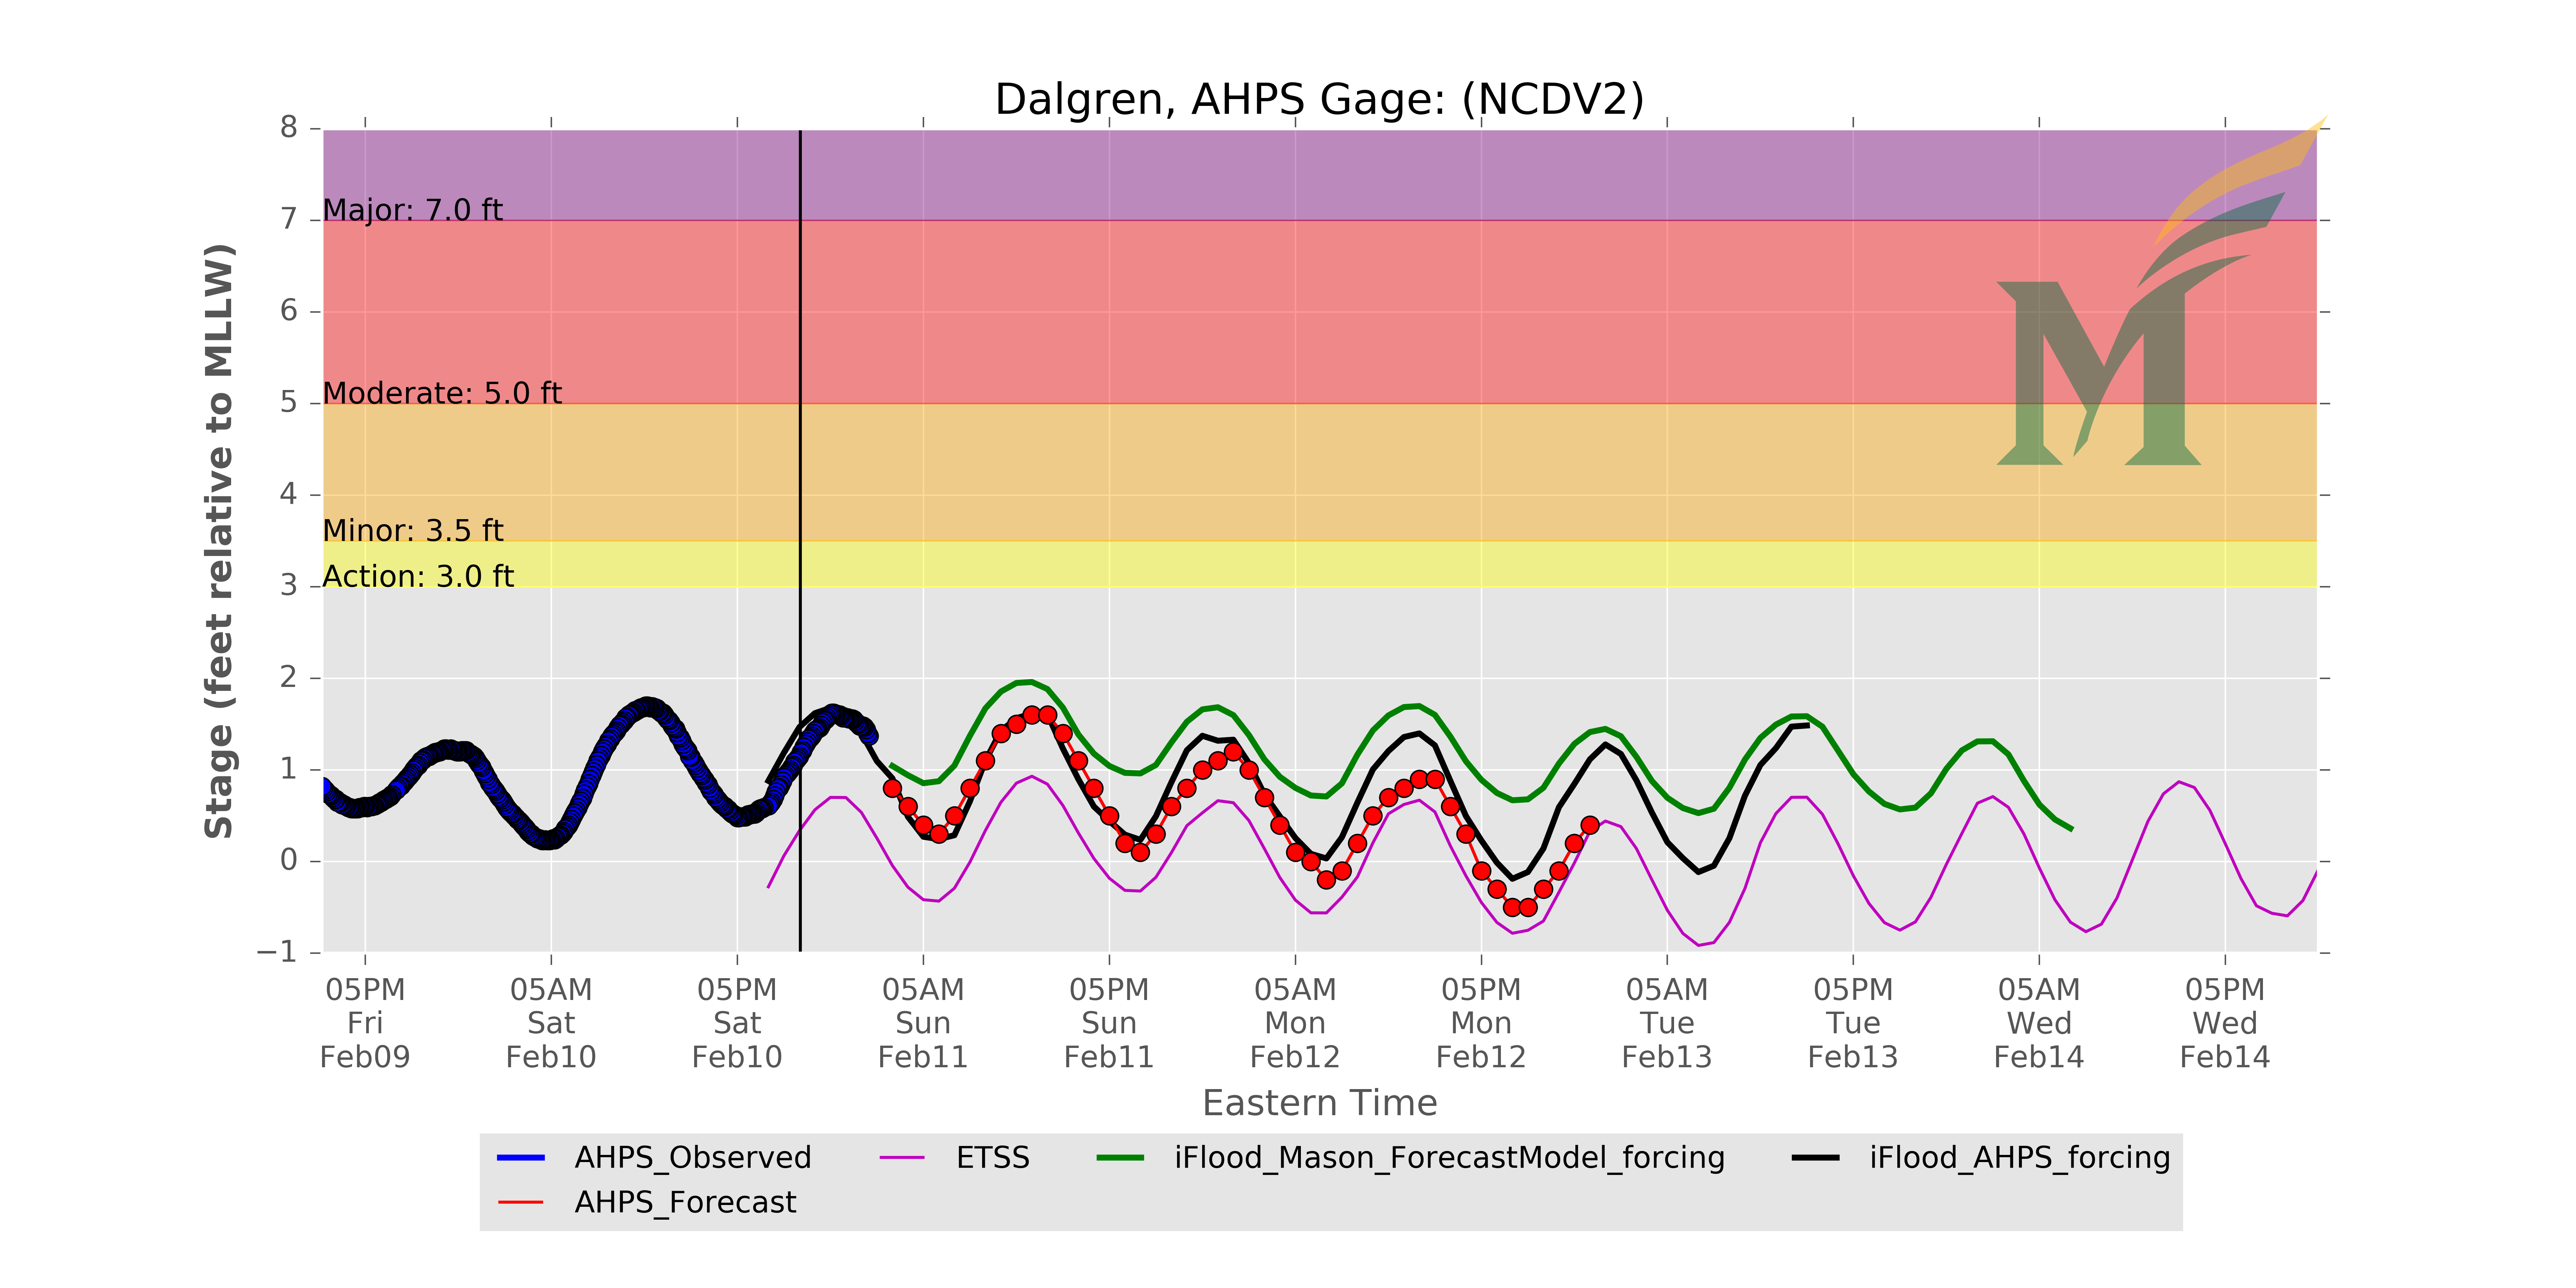 Dalgren, AHPS Gage: (NCDV2)
8
7
6
5
4
3
2
1
0
−1
Stage (feet relative to MLLW)
Major: 7.0 ft
Moderate: 5.0 ft
Minor: 3.5 ft
Action: 3.0 ft
M
05PM
Fri
Feb09
05AM
Sat
Feb10
05PM
Sat
Feb10
05AM
Sun
Feb11
05PM
Sun
Feb11
05AM
Mon
Feb12
05PM
Mon
Feb12
05AM
Tue
Feb13
05PM
Tue
Feb13
05AM
Wed
Feb14
05PM
Wed
Feb14
Eastern Time
AHPS_Observed
AHPS_Forecast
ETSS
iFlood_Mason_ForecastModel_forcing
iFlood_AHPS_forcing